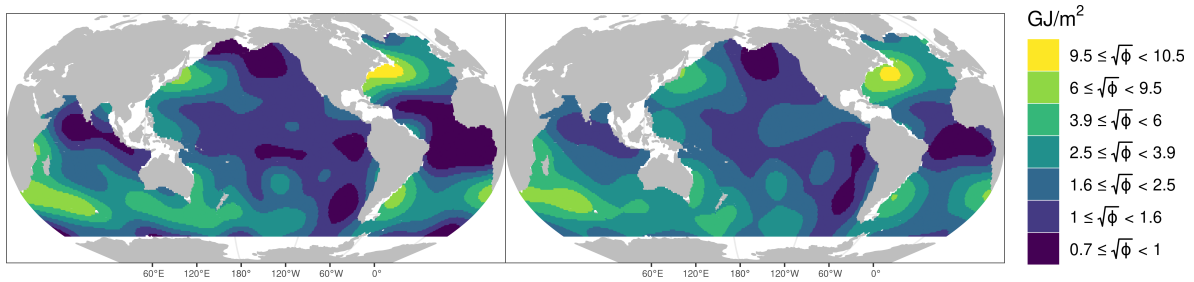 GJ/m²
9.5 ≤ √ϕ < 10.5
6 ≤ √ϕ < 9.5
3.9 ≤ √ϕ < 6
2.5 ≤ √ϕ < 3.9
1.6 ≤ √ϕ < 2.5
1 ≤ √ϕ < 1.6
0.7 ≤ √ϕ < 1
60°E 120°E 180° 120°W 60°W 0° 60°E 120°E 180° 120°W 60°W 0°